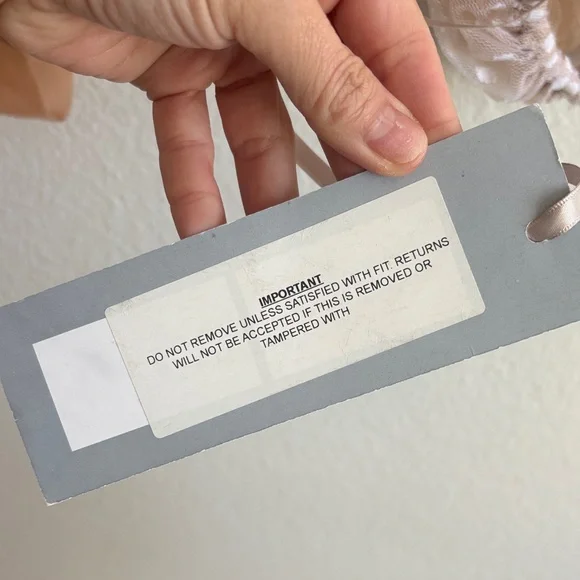 IMPORTANT
DO NOT REMOVE UNLESS SATISFIED WITH FIT. RETURNS
WILL NOT BE ACCEPTED IF THIS IS REMOVED OR
TAMPERED WITH